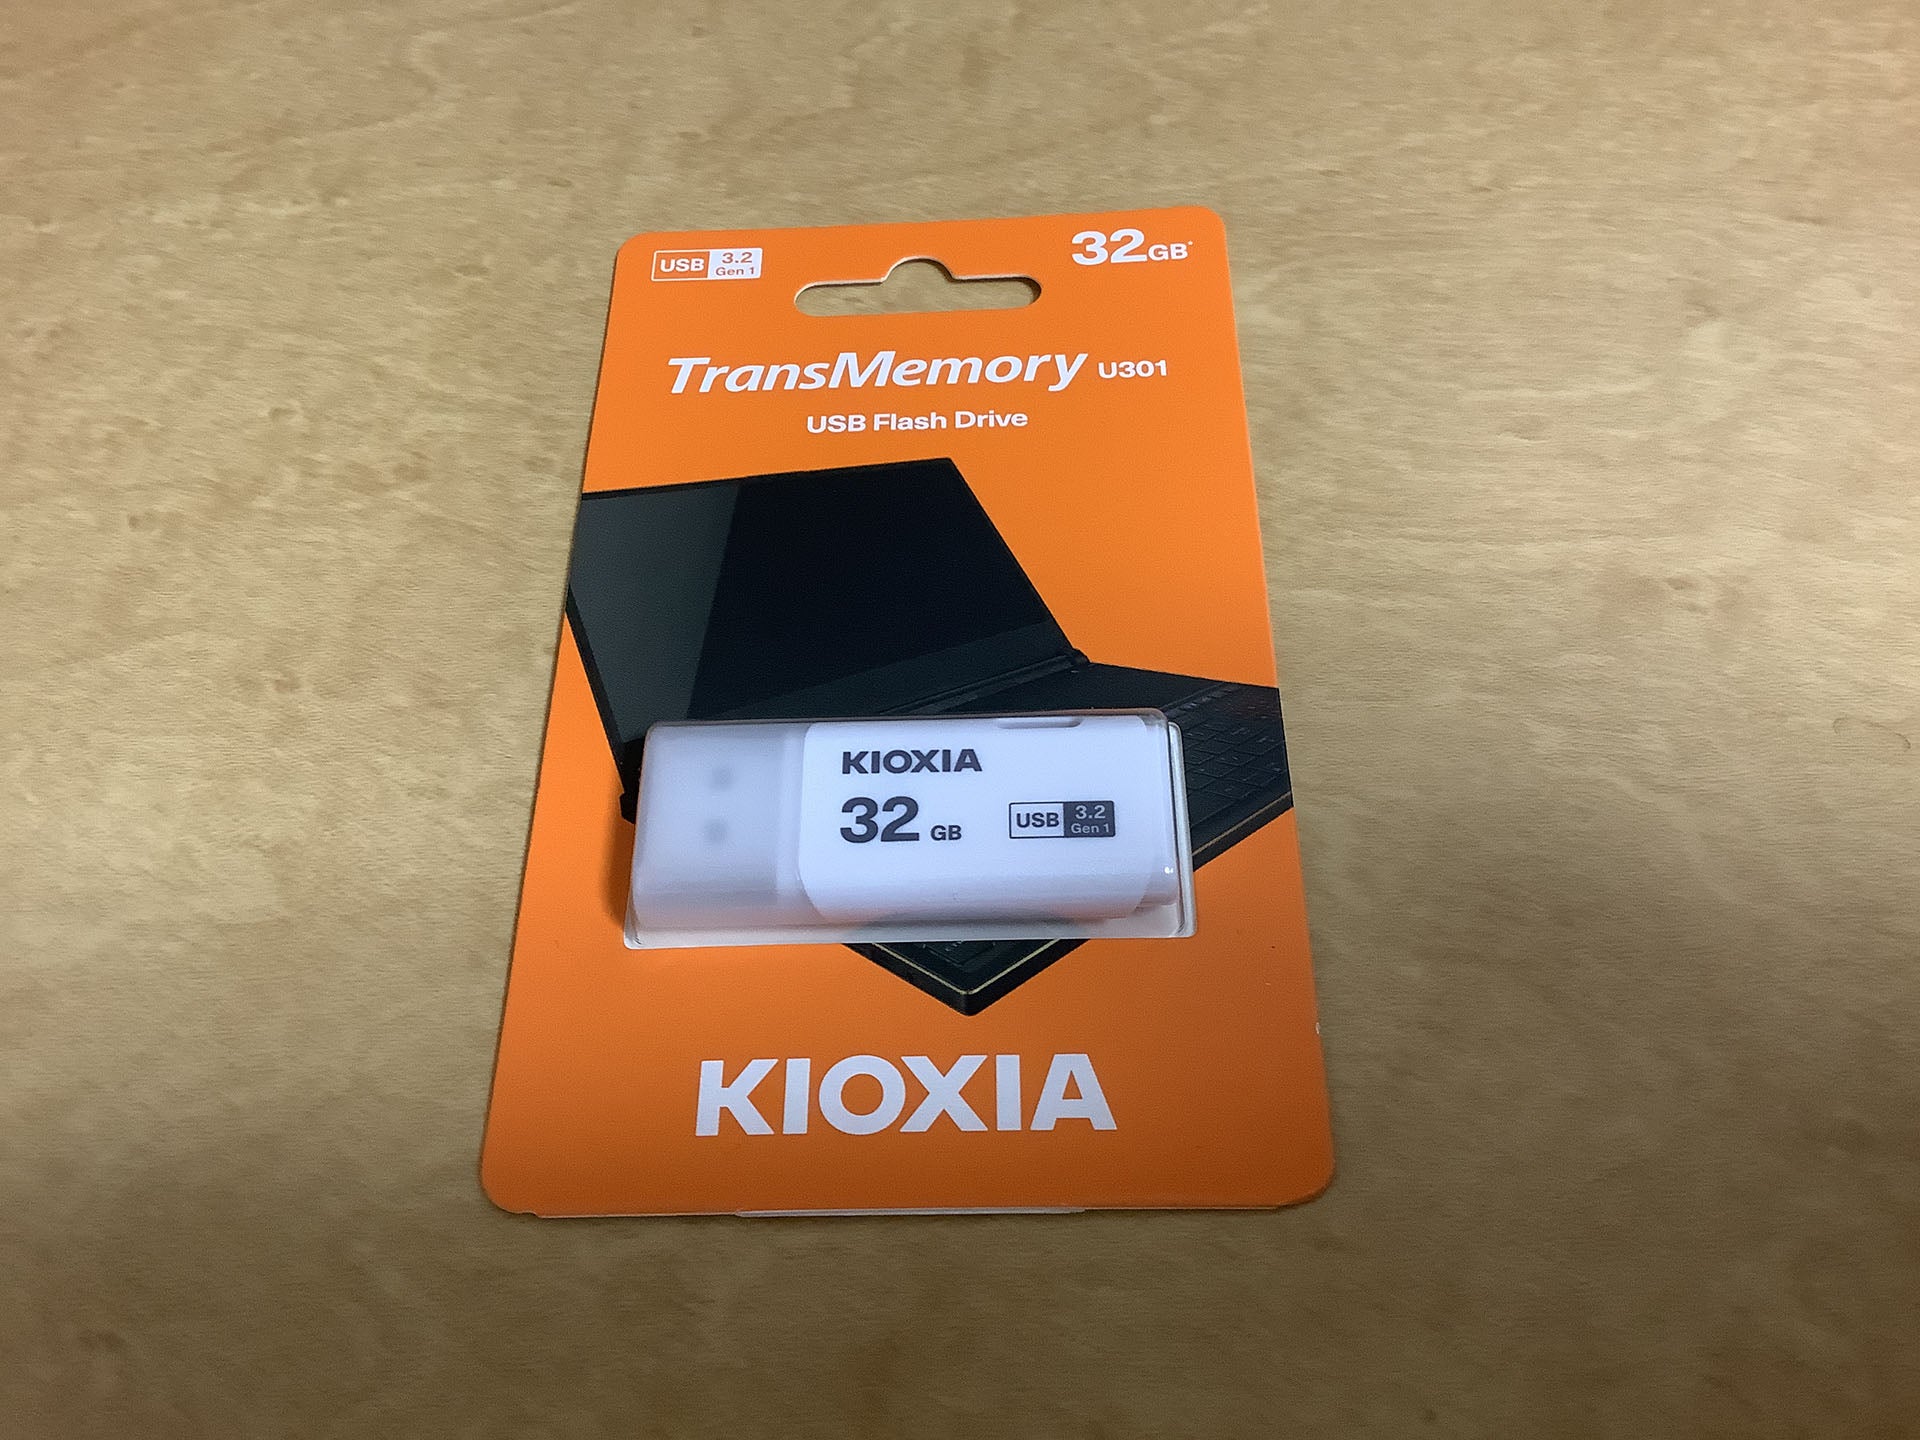 USB 3.2 Gen 1
32GB*
TransMemory U301
USB Flash Drive
KIOXIA
32 GB
USB 3.2 Gen 1
KIOXIA